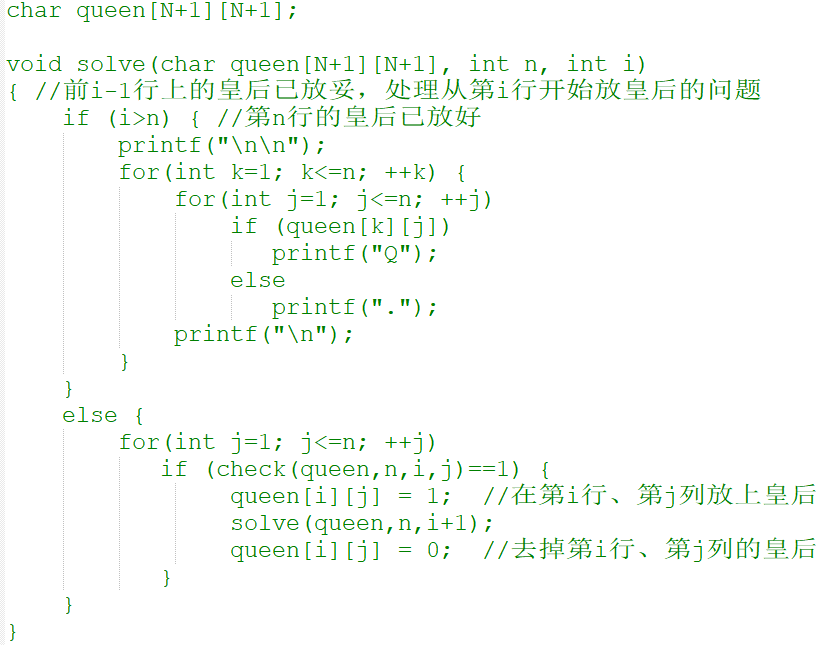 char queen[N+1][N+1];

void solve(char queen[N+1][N+1], int n, int i)
{ //前i-1行上的皇后已放妥，处理从第i行开始放皇后的问题
    if (i>n) { //第n行的皇后已放好
        printf("\n\n");
        for(int k=1; k<=n; ++k) {
            for(int j=1; j<=n; ++j)
                if (queen[k][j])
                   printf("Q");
                else
                   printf(".");
            printf("\n");
        }
    }
    else {
        for(int j=1; j<=n; ++j)
           if (check(queen,n,i,j)==1) {
                queen[i][j] = 1;  //在第i行、第j列放上皇后
                solve(queen,n,i+1);
                queen[i][j] = 0;  //去掉第i行、第j列的皇后
           }
    }
}